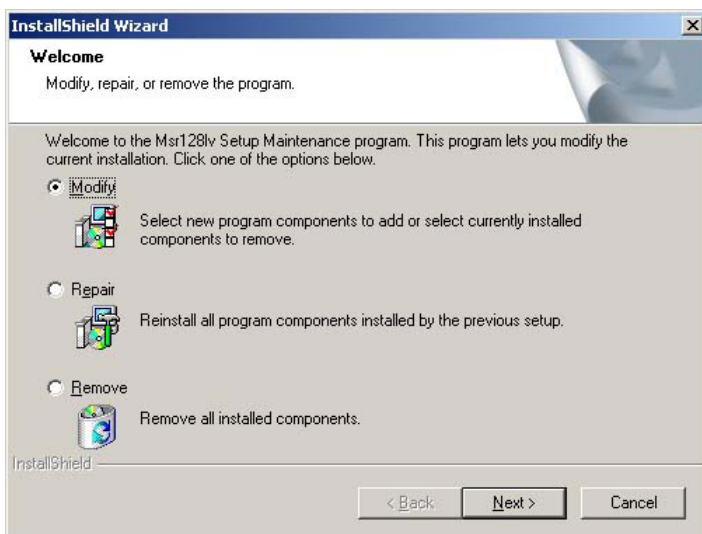 InstallShield Wizard
Welcome
Modify, repair, or remove the program.
Welcome to the Msr128lv Setup Maintenance program. This program lets you modify the
current installation. Click one of the options below.
Modify
Select new program components to add or select currently installed
components to remove.
Repair
Reinstall all program components installed by the previous setup.
Remove
Remove all installed components.
InstallShield
< Back
Next >
Cancel